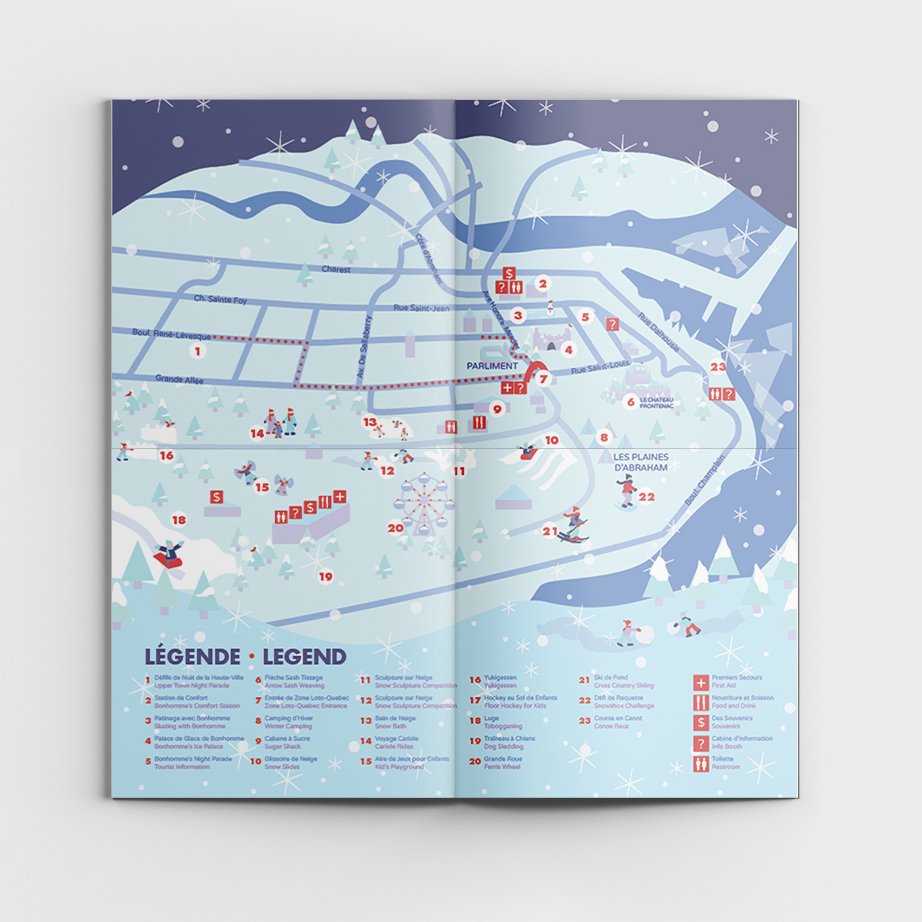 Charest
Côte d'Abraham
Ch. Sainte Foy
Rue Saint-Jean
$
?
2
Boul. René-Lévesque
1
Av. De Salaberry
Ave Honoré Mercier
3
5
?
Rue Dalhousie
4
Grande Allée
PARLIMENT
7
Rue Saint-Louis
23
+ ?
?
6
LE CHATEAU
FRONTENAC
9
14
13
8
10
16
12
11
LES PLAINES
D'ABRAHAM
15
$
? $ +
22
Boul. Champlain
18
20
21
19
LÉGENDE • LEGEND
1 Défilé de Nuit de la Haute-Ville
Upper Town Night Parade
2 Station de Confort
Bonhomme's Comfort Station
3 Patinage avec Bonhomme
Skating with Bonhomme
4 Palace de Glace de Bonhomme
Bonhomme's Ice Palace
5 Bonhomme's Night Parade
Tourist Information
6 Flèche Sash Tissage
Arrow Sash Weaving
7 Entrée de Zone Loto-Québec
Zone Loto-Québec Entrance
8 Camping d'Hiver
Winter Camping
9 Cabane à Sucre
Sugar Shack
10 Glissoire de Neige
Snow Slides
11 Sculpture sur Neige
Snow Sculpture Competition
12 Sculpture sur Neige
Snow Sculpture Competition
13 Bain de Neige
Snow Bath
14 Voyage Cariole
Cariole Rides
15 Aire de Jeux pour Enfants
Kid's Playground
16 Yukigassen
Yukigassen
17 Hockey au Sol de Enfants
Floor Hockey for Kids
18 Luge
Tobogganing
19 Traîneau à Chiens
Dog Sledding
20 Grande Roue
Ferris Wheel
21 Ski de Fond
Cross Country Skiing
22 Défi de Raquette
Snowshoe Challenge
23 Course en Canot
Canoe Race
+ Premiers Secours
First Aid
Nourriture et Boisson
Food and Drink
$ Des Souvenirs
Souvenirs
? Cabine d'Information
Info Booth
Toilette
Restroom